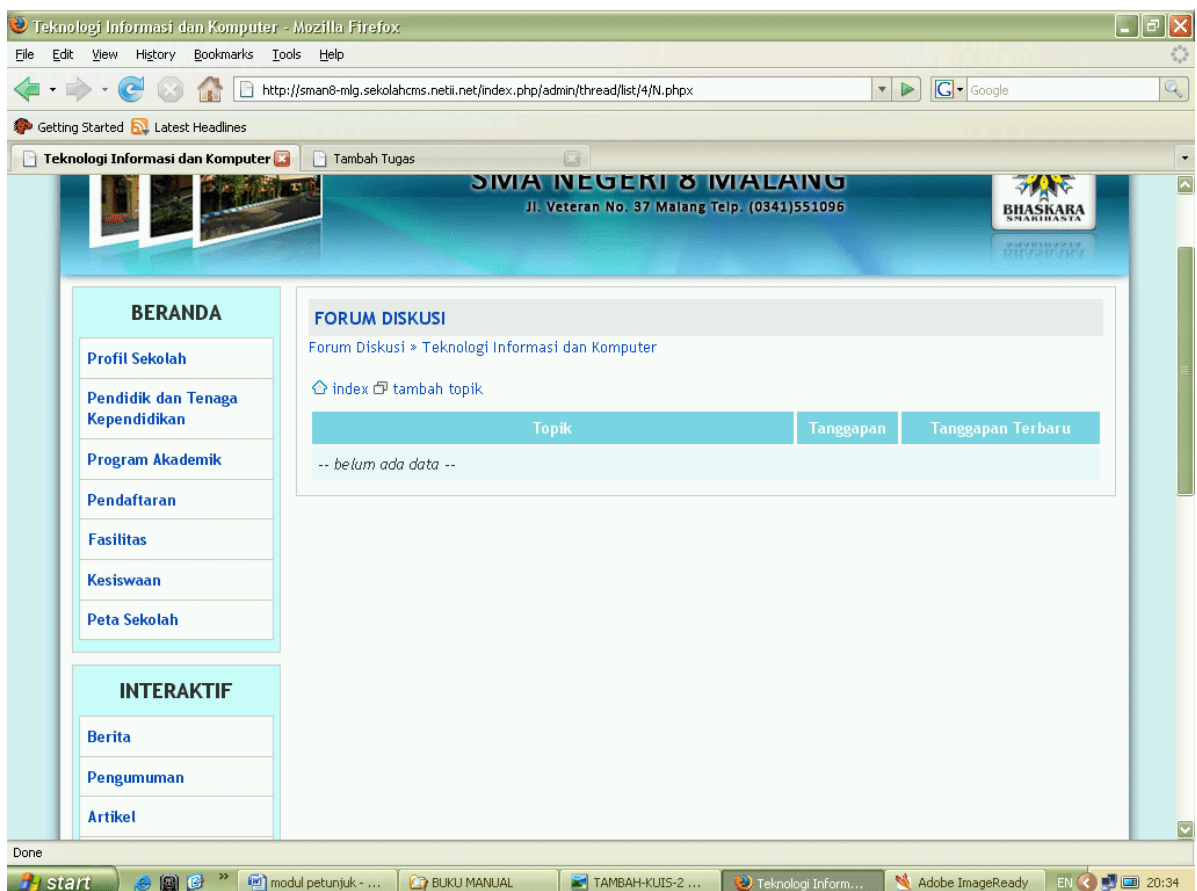 Teknologi Informasi dan Komputer - Mozilla Firefox
File Edit View History Bookmarks Tools Help
http://sman8-mlg.sekolahcms.netii.net/index.php/admin/thread/list/4/N.phpx
G Google
Getting Started Latest Headlines
Teknologi Informasi dan Komputer Tambah Tugas
SMA NEGERI 8 MALANG
Jl. Veteran No. 37 Malang Telp. (0341)551096
BHASKARA
SMARIHASTA
BERANDA
Profil Sekolah
Pendidik dan Tenaga
Kependidikan
Program Akademik
Pendaftaran
Fasilitas
Kesiswaan
Peta Sekolah
INTERAKTIF
Berita
Pengumuman
Artikel
FORUM DISKUSI
Forum Diskusi » Teknologi Informasi dan Komputer
index tambah topik
Topik Tanggapan Tanggapan Terbaru
-- belum ada data --
Done
start » modul petunjuk - ... BUKU MANUAL TAMBAH-KUIS-2 ... Teknologi Inform... Adobe ImageReady EN 20:34